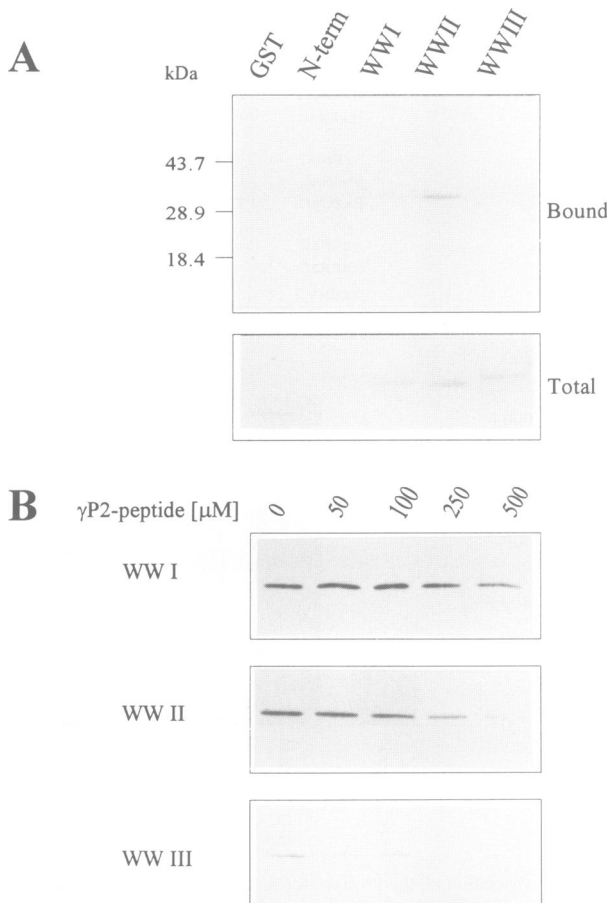 A
kDa
GST
N-term
WWI
WWII
WWIII
43.7
28.9
18.4
Bound
Total
B
γP2-peptide [μM]
0
50
100
250
500
WW I
WW II
WW III